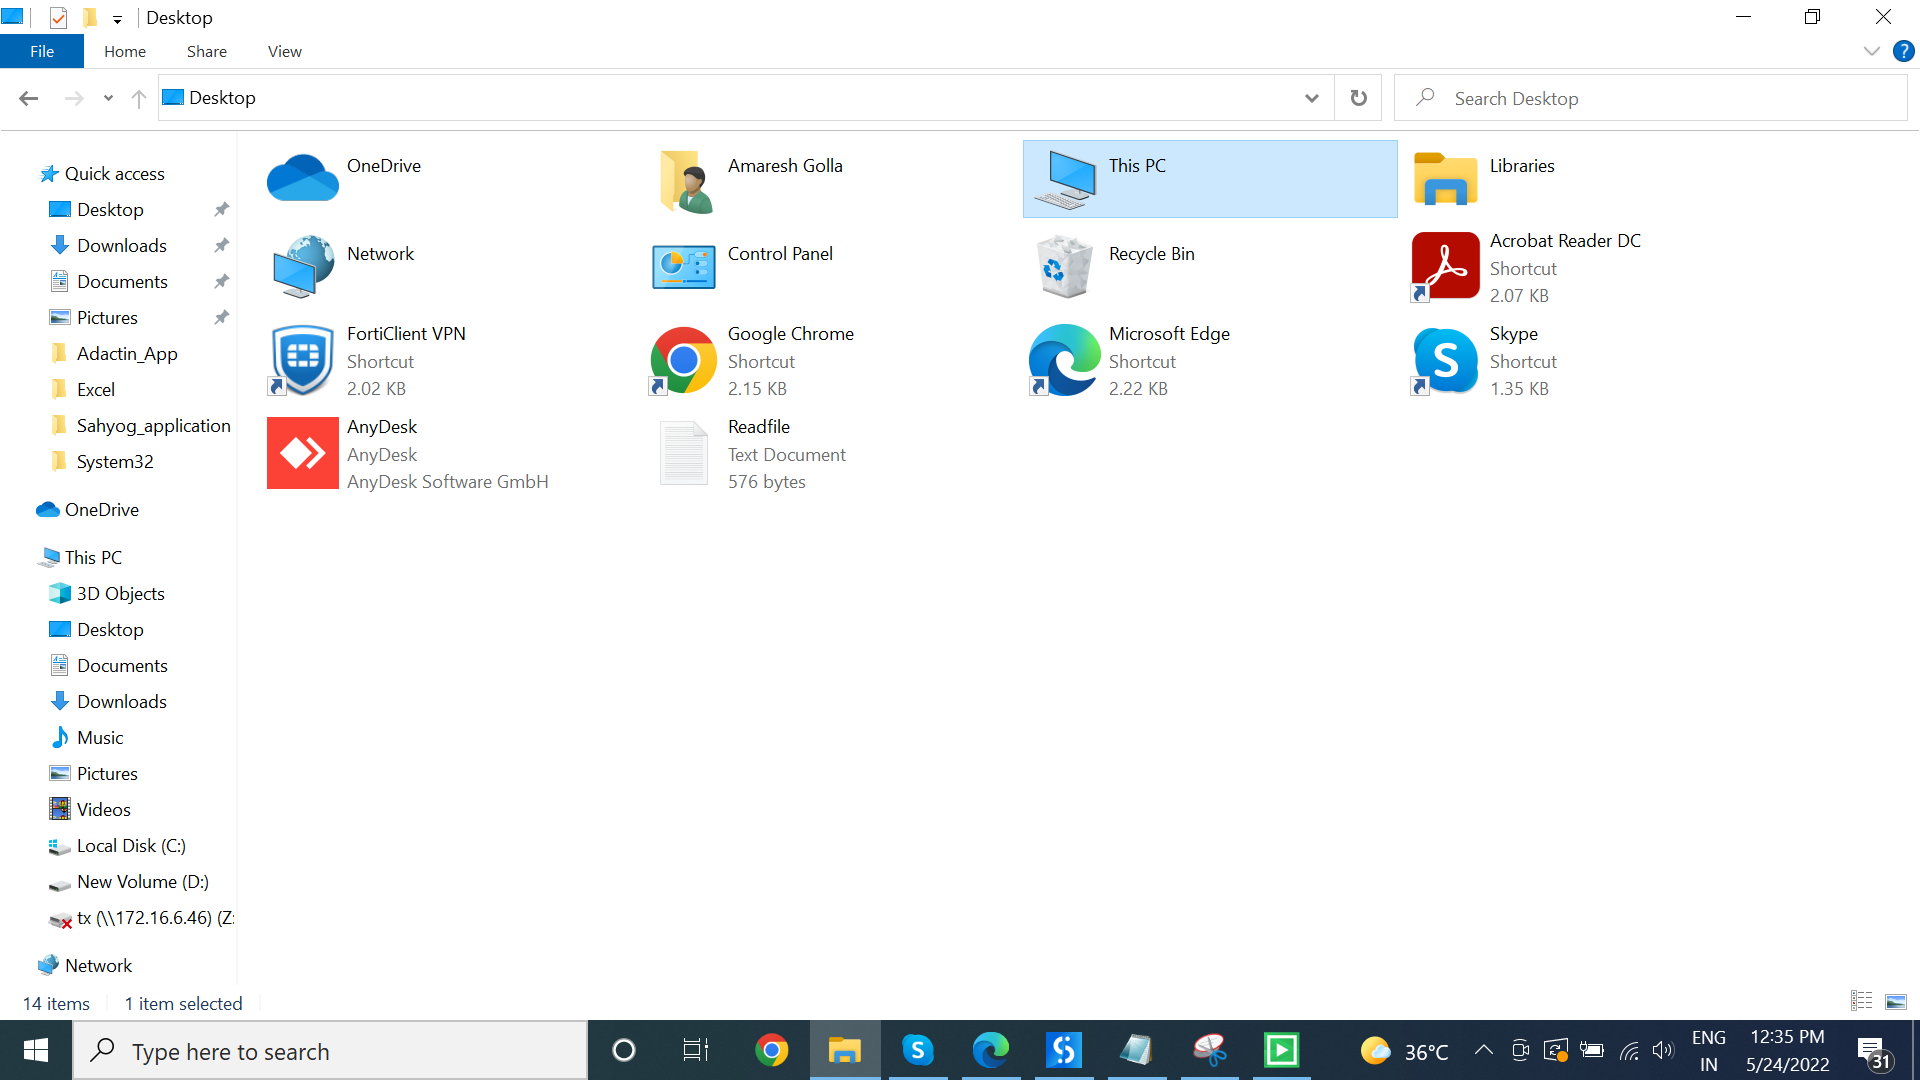 Desktop
File Home Share View
?
Desktop
Search Desktop
Quick access
Desktop
Downloads
Documents
Pictures
Adactin_App
Excel
Sahyog_application
System32
OneDrive
This PC
3D Objects
Desktop
Documents
Downloads
Music
Pictures
Videos
Local Disk (C:)
New Volume (D:)
tx (\\172.16.6.46) (Z:
Network
OneDrive
Amaresh Golla
This PC
Libraries
Network
Control Panel
Recycle Bin
Acrobat Reader DC
Shortcut
2.07 KB
FortiClient VPN
Shortcut
2.02 KB
Google Chrome
Shortcut
2.15 KB
Microsoft Edge
Shortcut
2.22 KB
S
Skype
Shortcut
1.35 KB
AnyDesk
AnyDesk
AnyDesk Software GmbH
Readfile
Text Document
576 bytes
14 items 1 item selected
Type here to search
S
36°C
ENG
IN
12:35 PM
5/24/2022
31